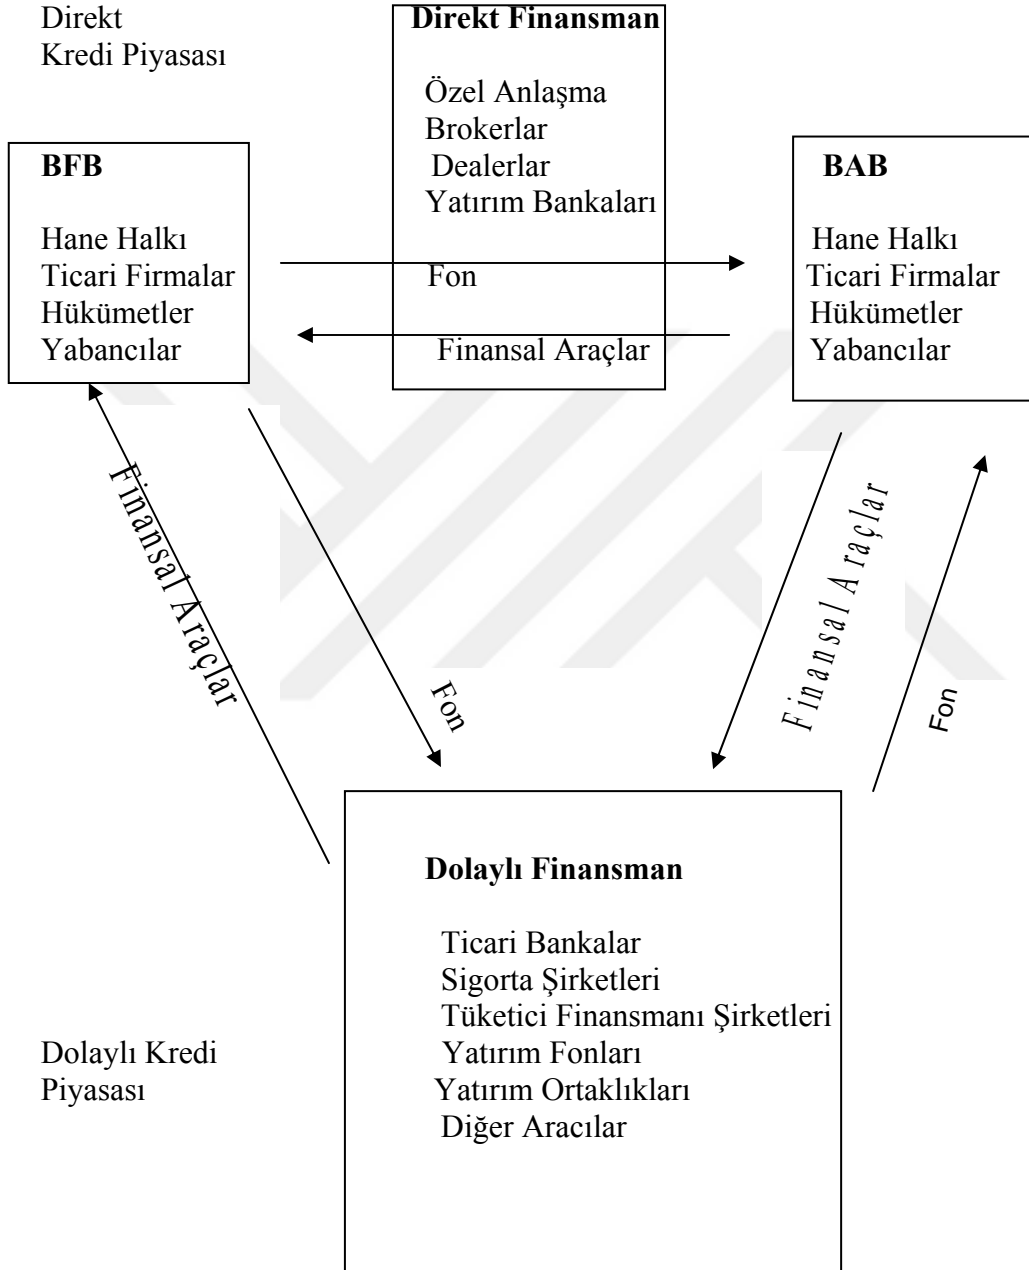 Direkt
Kredi Piyasası
Direkt Finansman
Özel Anlaşma
Brokerlar
Dealerlar
Yatırım Bankaları
Fon
Finansal Araçlar
BFB
Hane Halkı
Ticari Firmalar
Hükümetler
Yabancılar
BAB
Hane Halkı
Ticari Firmalar
Hükümetler
Yabancılar
Finansal Araçlar
Fon
Finansal Araçlar
Fon
Dolaylı Finansman
Ticari Bankalar
Sigorta Şirketleri
Tüketici Finansmanı Şirketleri
Yatırım Fonları
Yatırım Ortaklıkları
Diğer Aracılar
Dolaylı Kredi
Piyasası